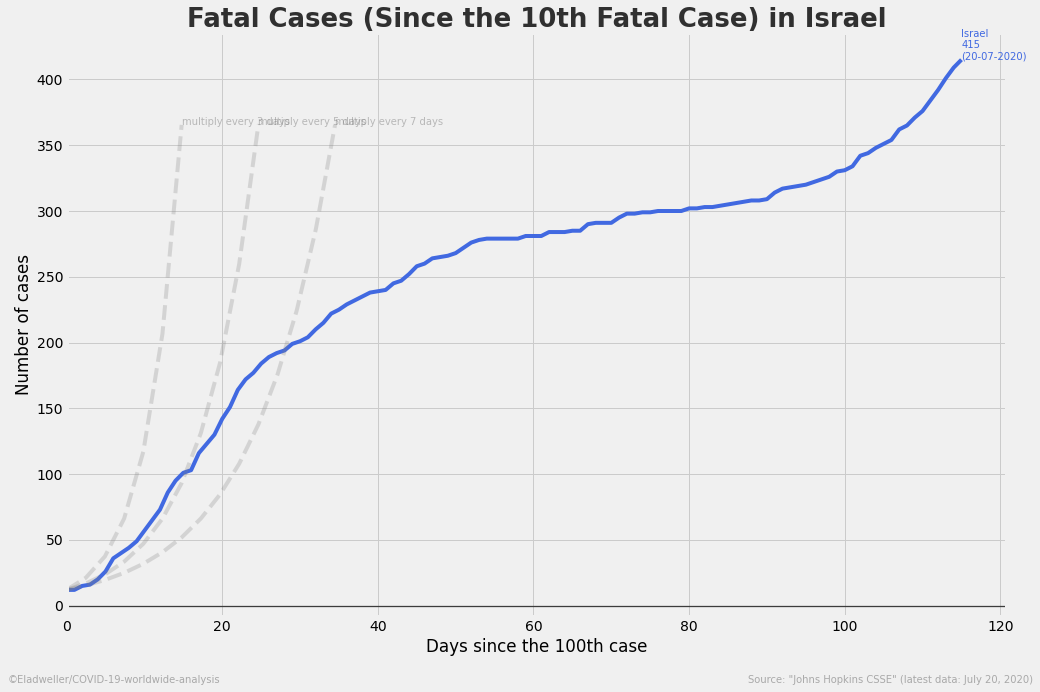 Fatal Cases (Since the 10th Fatal Case) in Israel
Israel
415
(20-07-2020)
multiply every 3 days
multiply every 5 days
multiply every 7 days
Number of cases
400
350
300
250
200
150
100
50
0
0 20 40 60 80 100 120
Days since the 100th case
©Eladweller/COVID-19-worldwide-analysis
Source: "Johns Hopkins CSSE" (latest data: July 20, 2020)